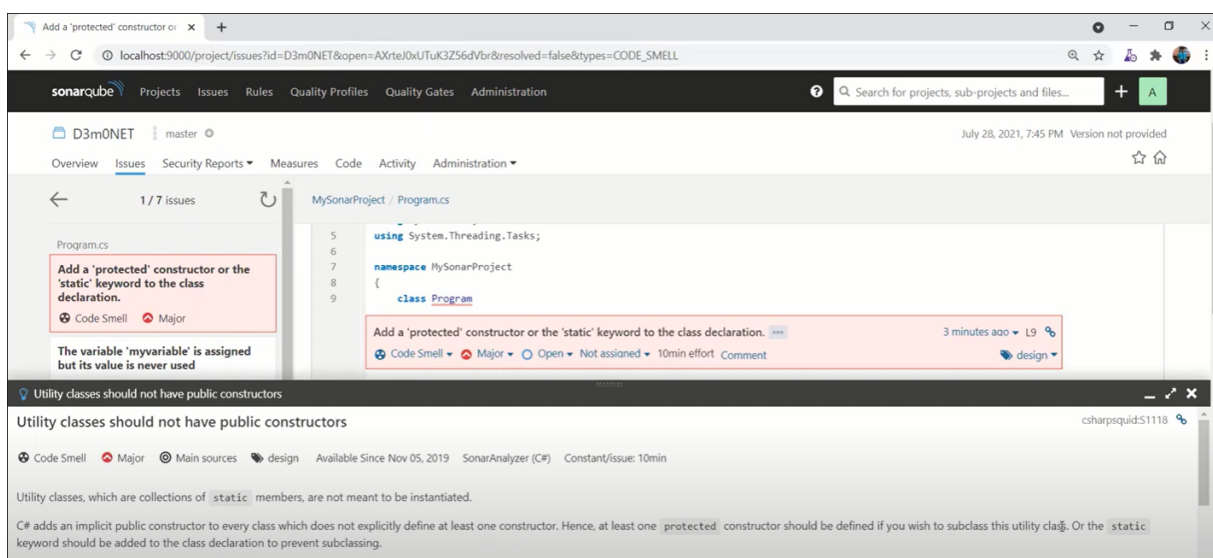 Add a 'protected' constructor or
localhost:9000/project/issues?id=D3m0NET&open=AXrteJ0xUTuK3Z56dVbr&resolved=false&types=CODE_SMELL
sonarqube Projects Issues Rules Quality Profiles Quality Gates Administration ? Search for projects, sub-projects and files... + A
D3m0NET master July 28, 2021, 7:45 PM Version not provided
Overview Issues Security Reports Measures Code Activity Administration
1 / 7 issues MySonarProject / Program.cs
5 using System.Threading.Tasks;
6
7 namespace MySonarProject
8 {
9 class Program
Program.cs
Add a 'protected' constructor or the
'static' keyword to the class
declaration.
Code Smell Major
The variable 'myvariable' is assigned
but its value is never used
Add a 'protected' constructor or the 'static' keyword to the class declaration. 3 minutes ago L9
Code Smell Major Open Not assigned 10min effort Comment design
Utility classes should not have public constructors
Utility classes should not have public constructors csharpsquid:S1118
Code Smell Major Main sources design Available Since Nov 05, 2019 SonarAnalyzer (C#) Constant/issue: 10min
Utility classes, which are collections of static members, are not meant to be instantiated.
C# adds an implicit public constructor to every class which does not explicitly define at least one constructor. Hence, at least one protected constructor should be defined if you wish to subclass this utility class. Or the static
keyword should be added to the class declaration to prevent subclassing.